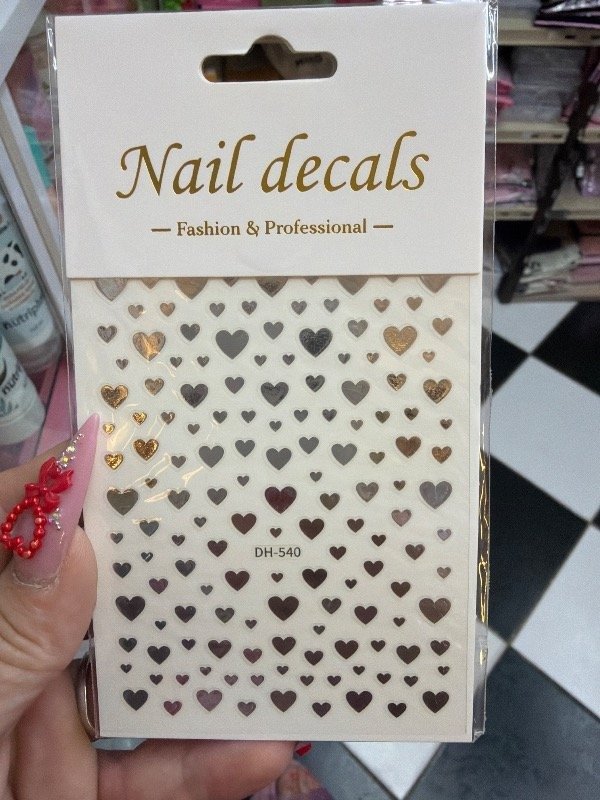 Nail decals
— Fashion & Professional —
DH-540